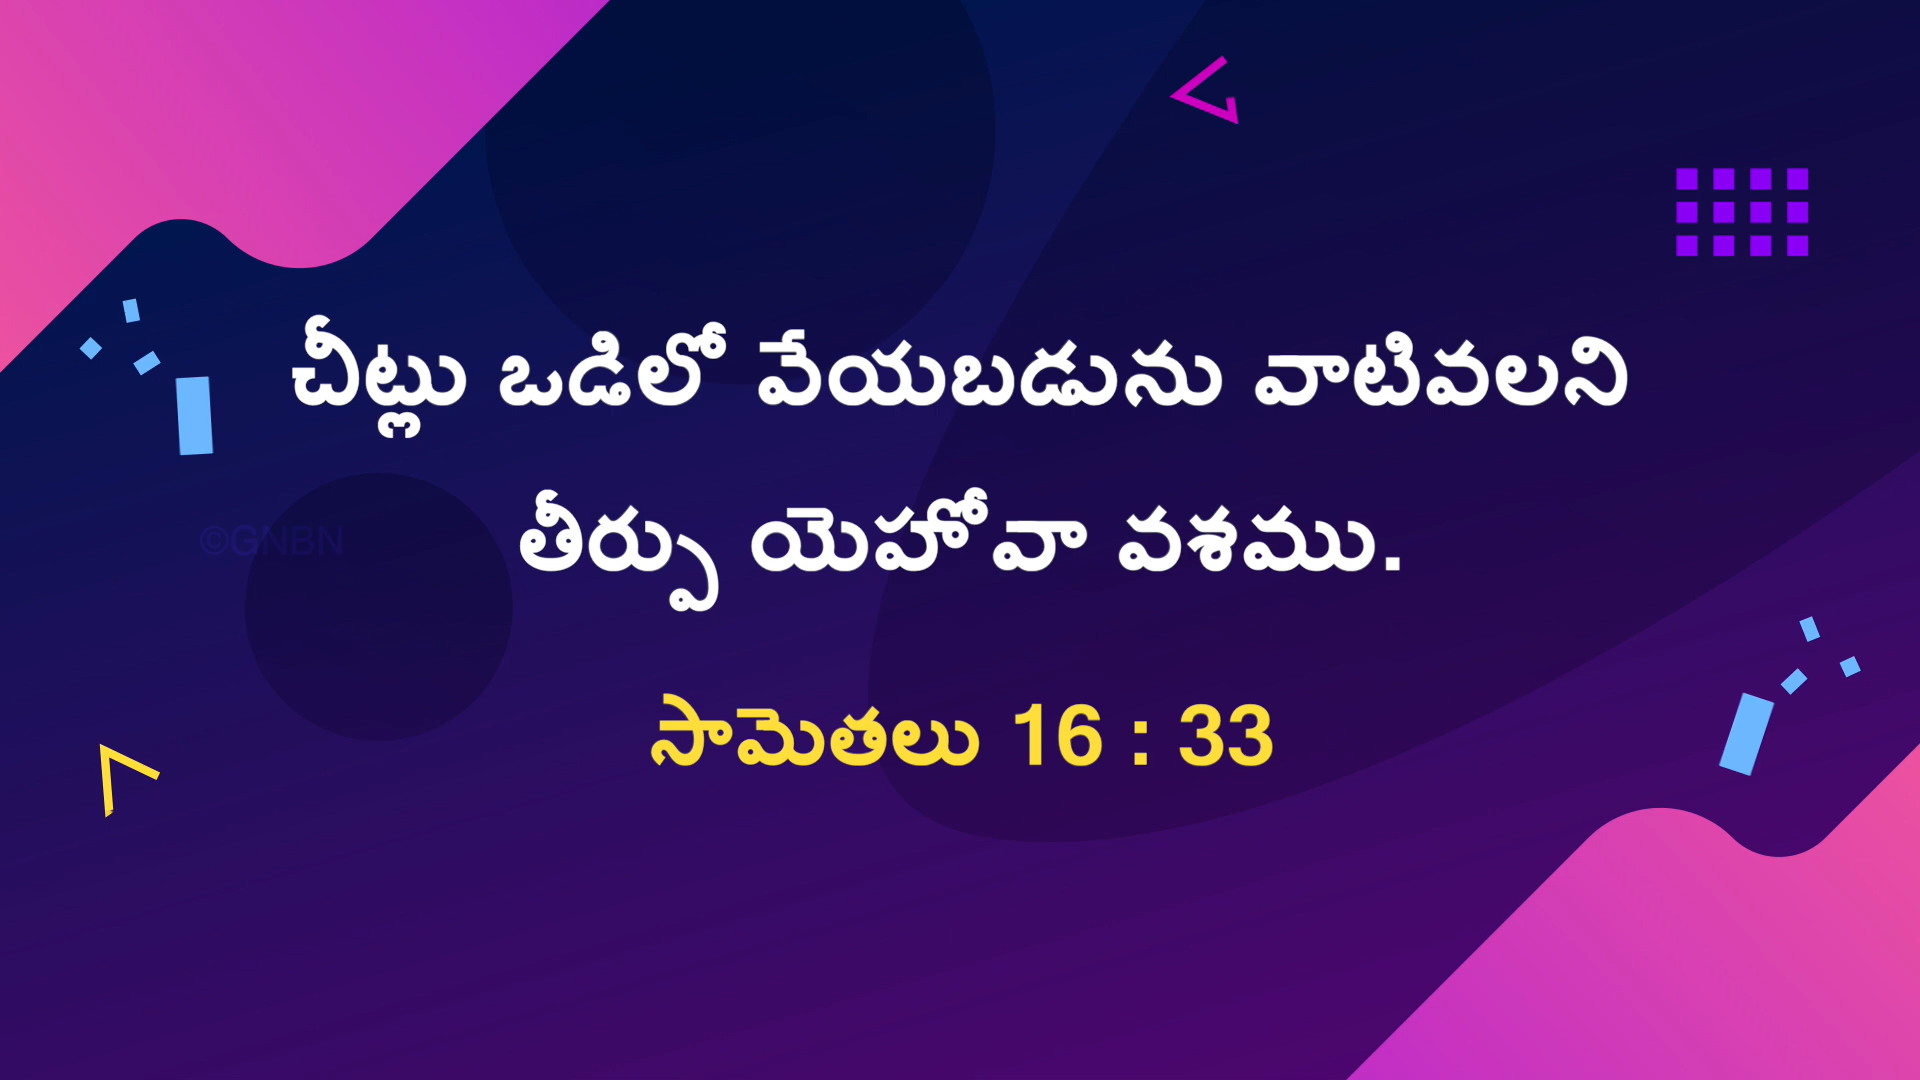 చీట్లు ఒడిలో వేయబడును వాటివలని
తీర్పు యెహోవా వశము.
©GNBN
సామెతలు 16 : 33